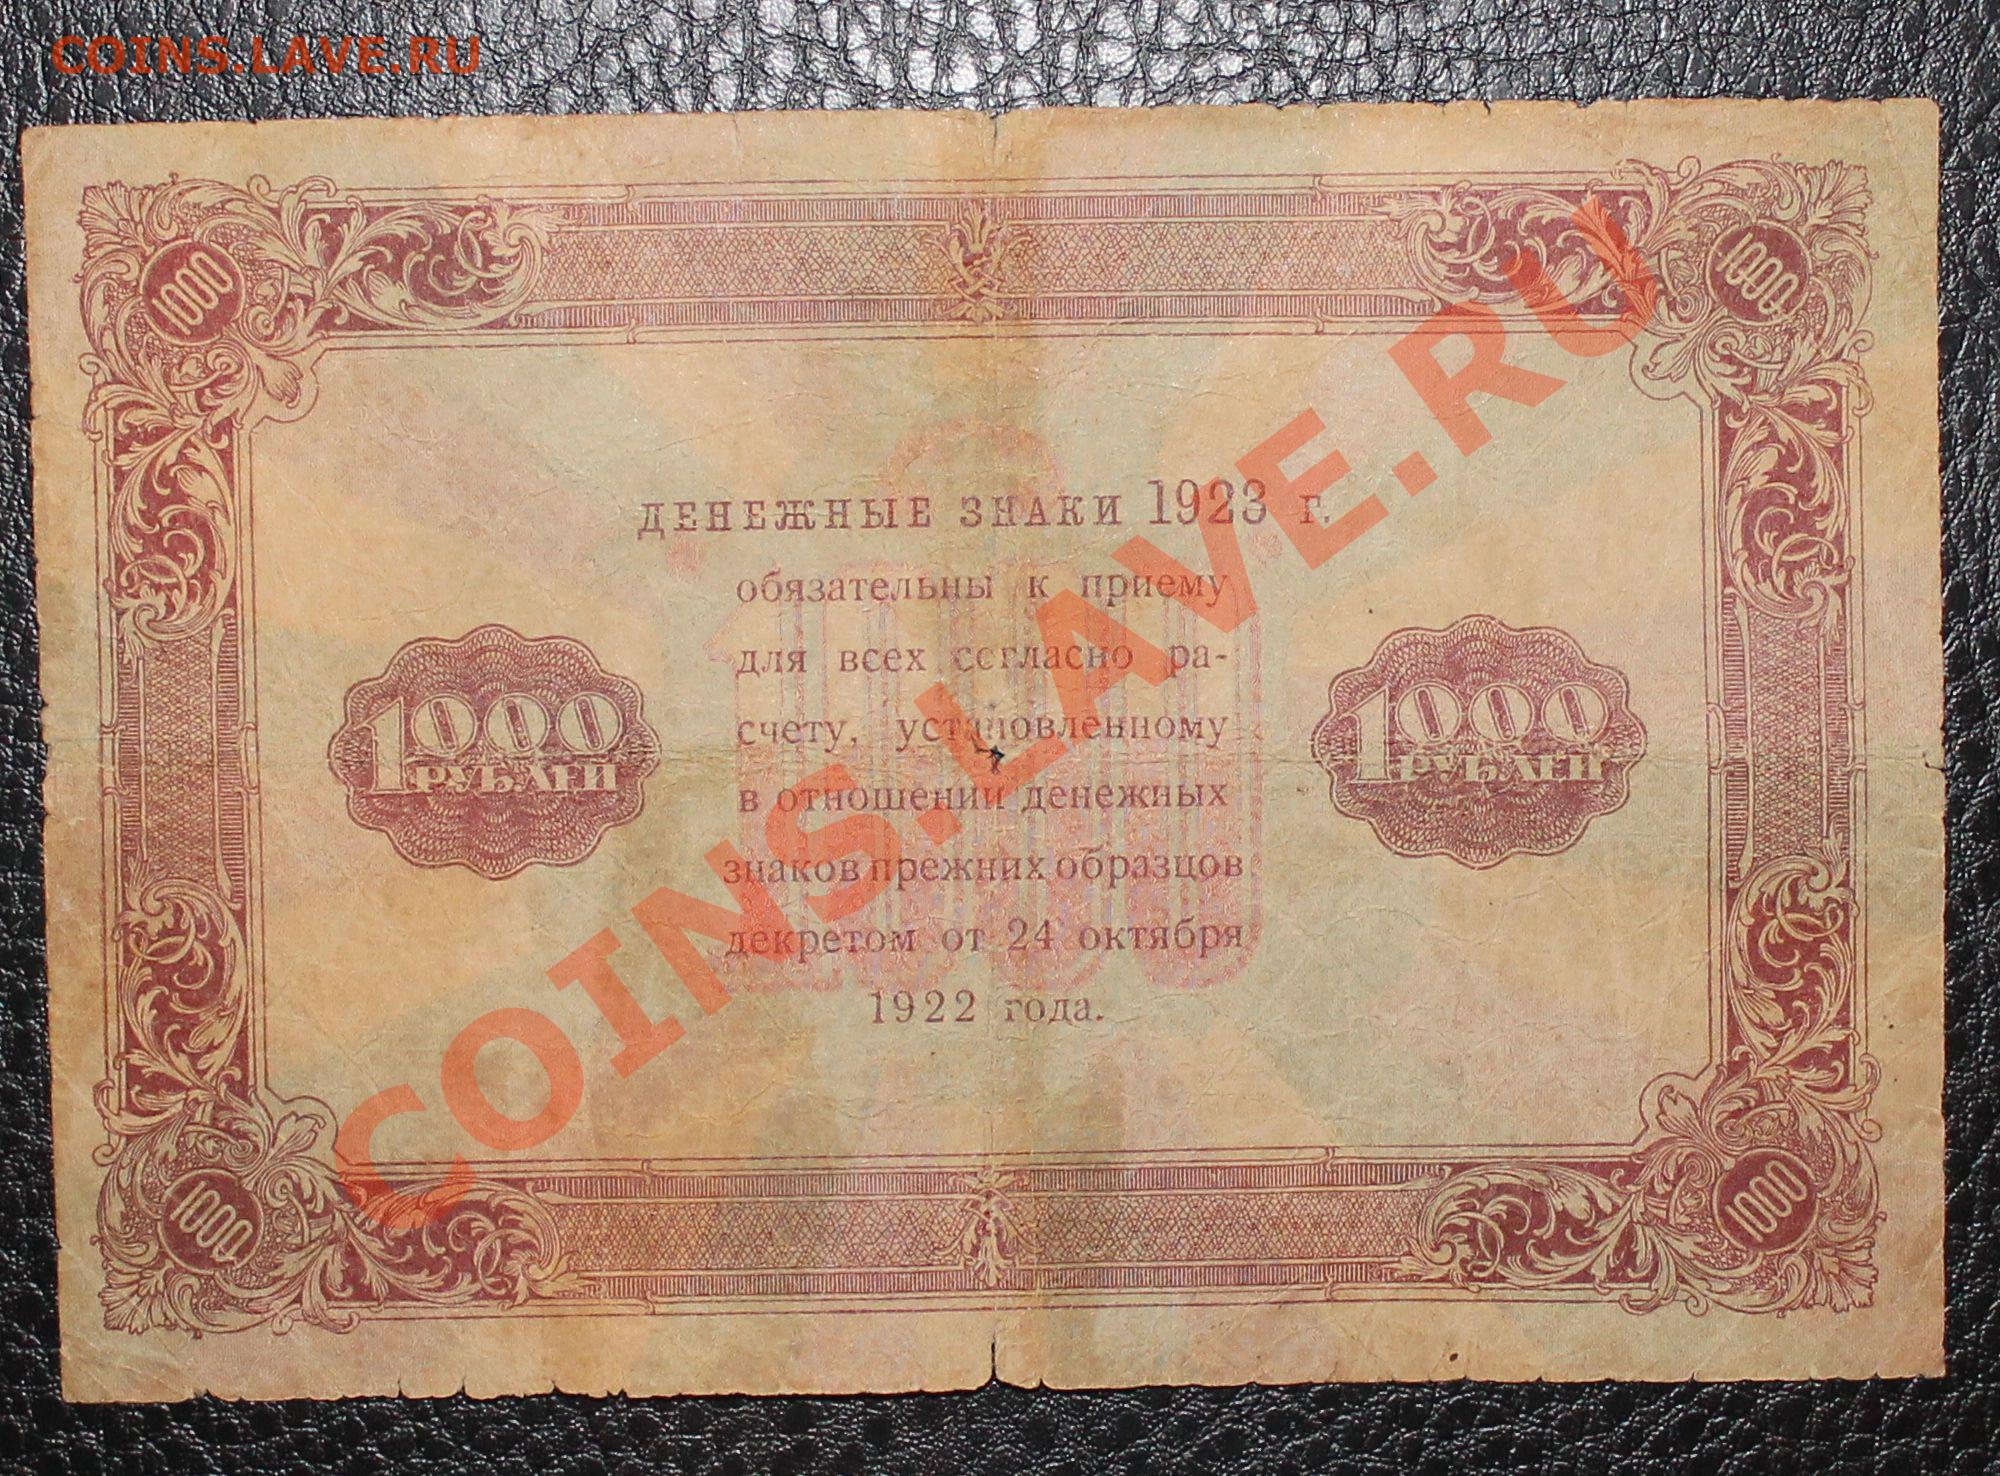 COINS.LAVE.RU
1000
1000
ДЕНЕЖНЫЕ ЗНАКИ 1923 г.
обязательны к приему
для всех согласно ра-
счету, установленному
в отношении денежных
знаков прежних образцов
декретом от 24 октября
1922 года.
1000
РУБЛЕЙ
1000
РУБЛЕЙ
COINS.LAVE.RU
1000
1000